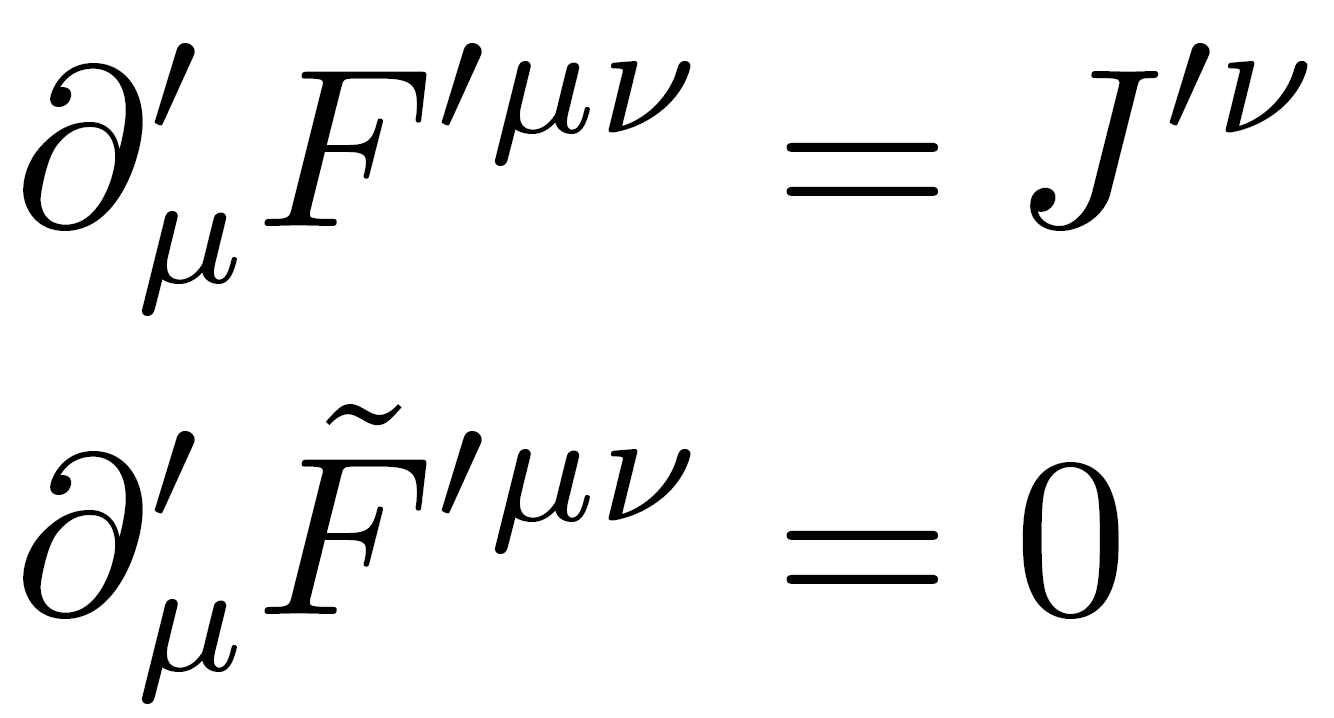 ∂′_μ F′^{μν} = J′^ν
∂′_μ F̃′^{μν} = 0